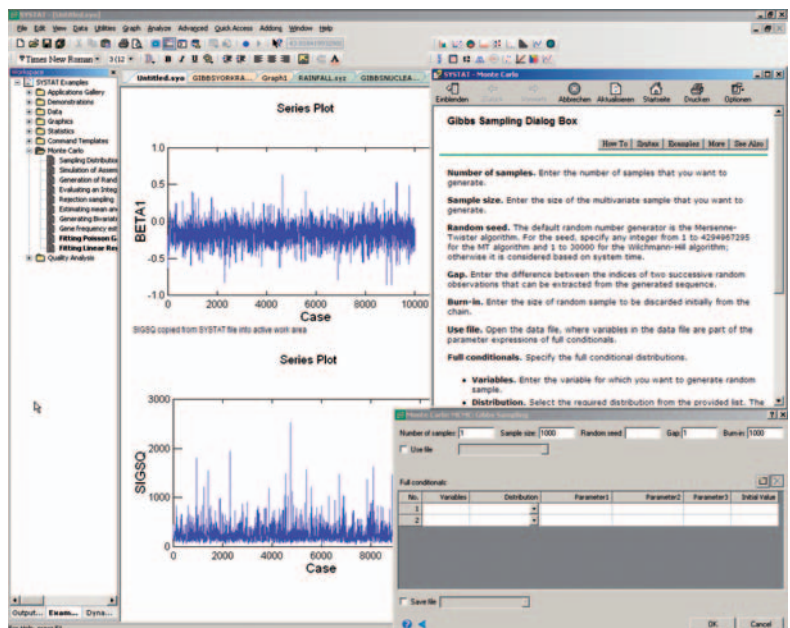 SYSTAT - [Untitled.syo]
File Edit View Data Utilities Graph Analyze Advanced Quick Access Addons Window Help
Times New Roman 3(12
B I U
Workspace
SYSTAT Examples
Applications Gallery
Demonstrations
Data
Graphics
Statistics
Command Templates
Monte Carlo
Sampling Distributio
Simulation of Assem
Generation of Rand
Evaluating an Integ
Rejection sampling
Estimating mean an
Generating Bivariat
Gene frequency est
Fitting Poisson G
Fitting Linear Re
Quality Analysis
Output... Exam... Dyna...
Untitled.syo GIBBSYORKRA... Graph1 RAINFALL.syz GIBBSNUCLEA...
Series Plot
1.0
0.5
0.0
-0.5
-1.0
BETA1
0 2000 4000 6000 8000 10000
Case
SIGSQ copied from SYSTAT file into active work area
Series Plot
3000
2000
1000
0
SIGSQ
0 2000 4000 6000 8000
Case
SYSTAT - Monte Carlo
Einblenden Zurück Abbrechen Aktualisieren Startseite Drucken Optionen
Gibbs Sampling Dialog Box
How To Syntax Examples More See Also
Number of samples. Enter the number of samples that you want to
generate.
Sample size. Enter the size of the multivariate sample that you want to
generate.
Random seed. The default random number generator is the Mersenne-
Twister algorithm. For the seed, specify any integer from 1 to 4294967295
for the MT algorithm and 1 to 30000 for the Wichmann-Hill algorithm;
otherwise it is considered based on system time.
Gap. Enter the difference between the indices of two successive random
observations that can be extracted from the generated sequence.
Burn-in. Enter the size of random sample to be discarded initially from the
chain.
Use file. Open the data file, where variables in the data file are part of the
parameter expressions of full conditionals.
Full conditionals. Specify the full conditional distributions.
• Variables. Enter the variable for which you want to generate random
sample.
• Distribution. Select the required distribution from the provided list. The
Monte Carlo: MCMC: Gibbs Sampling
Number of samples: 1 Sample size: 1000 Random seed: Gap: 1 Burn-in: 1000
Use file
Full conditionals:
No. Variables Distribution Parameter1 Parameter2 Parameter3 Initial Value
1
2
Save file
OK Cancel